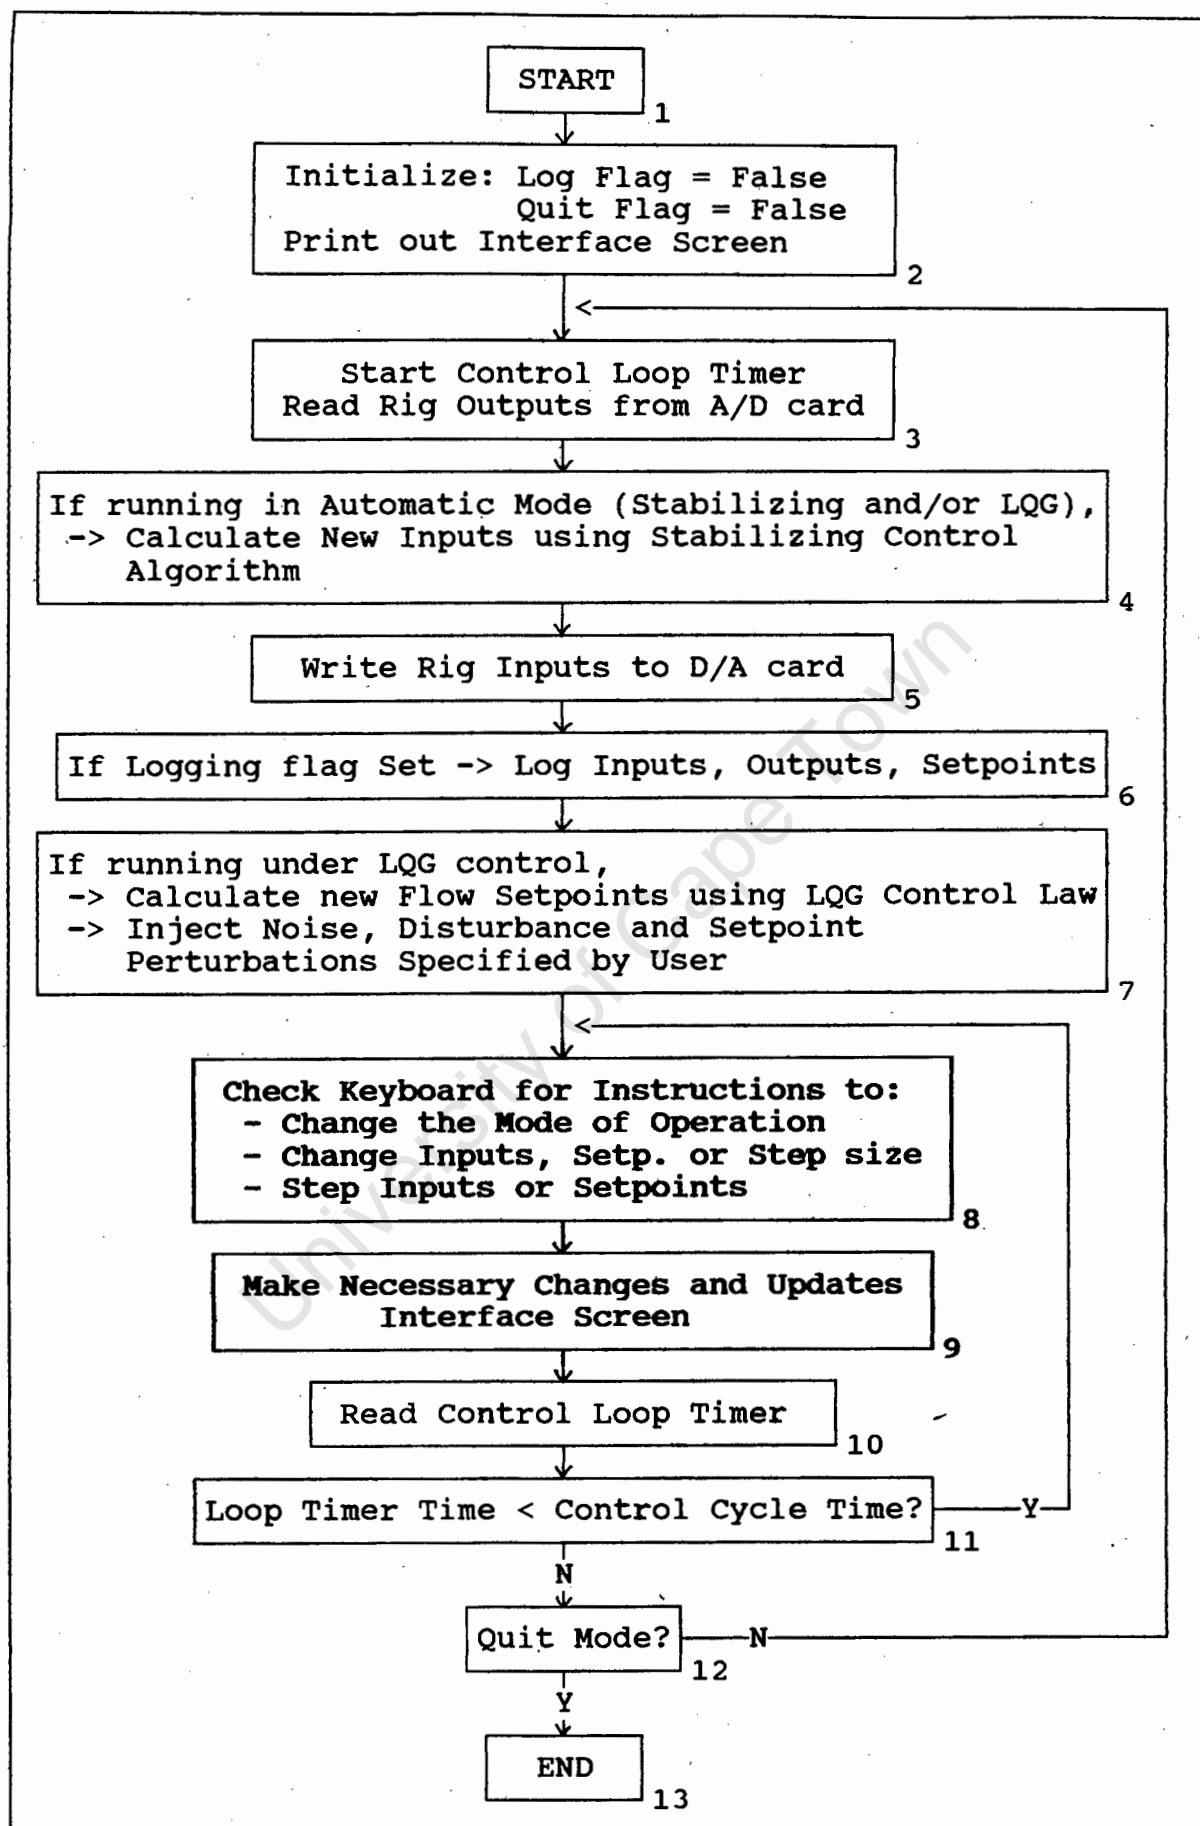 START
1
Initialize: Log Flag = False
Quit Flag = False
Print out Interface Screen
2
Start Control Loop Timer
Read Rig Outputs from A/D card
3
If running in Automatic Mode (Stabilizing and/or LQG),
-> Calculate New Inputs using Stabilizing Control
Algorithm
4
Write Rig Inputs to D/A card
5
If Logging flag Set -> Log Inputs, Outputs, Setpoints
6
If running under LQG control,
-> Calculate new Flow Setpoints using LQG Control Law
-> Inject Noise, Disturbance and Setpoint
Perturbations Specified by User
7
Check Keyboard for Instructions to:
- Change the Mode of Operation
- Change Inputs, Setp. or Step size
- Step Inputs or Setpoints
8
Make Necessary Changes and Updates
Interface Screen
9
Read Control Loop Timer
10
Loop Timer Time < Control Cycle Time?
Y
11
N
Quit Mode?
N
12
Y
END
13
University of Cape Town